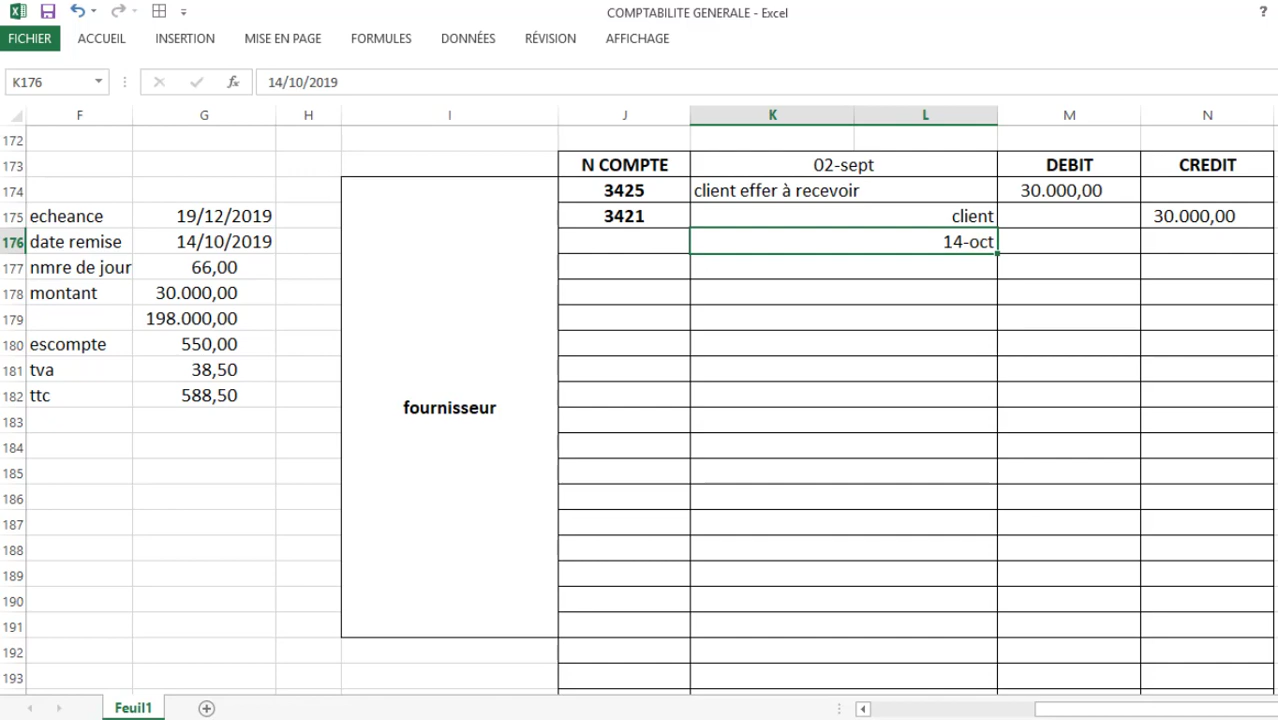 COMPTABILITE GENERALE - Excel ?
FICHIER ACCUEIL INSERTION MISE EN PAGE FORMULES DONNÉES RÉVISION AFFICHAGE
K176 fx 14/10/2019
F G H I J K L M N
172
173 N COMPTE 02-sept DEBIT CREDIT
174 3425 client effer à recevoir 30.000,00
175 echeance 19/12/2019 3421 client 30.000,00
176 date remise 14/10/2019 14-oct
177 nmre de jour 66,00
178 montant 30.000,00
179 198.000,00
180 escompte 550,00
181 tva 38,50
182 ttc 588,50
fournisseur
183
184
185
186
187
188
189
190
191
192
193
Feuil1